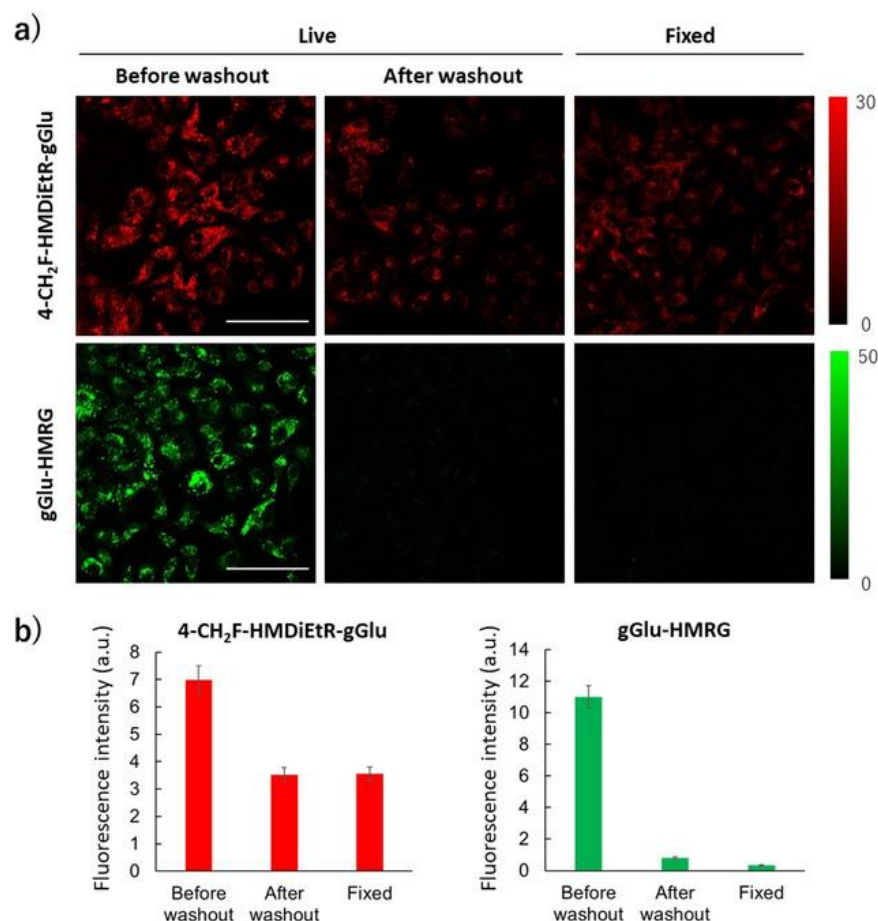 a)
Live
Fixed
Before washout
After washout
4-CH₂F-HMDiEtR-gGlu
30
0
gGlu-HMRG
50
0
b)
4-CH₂F-HMDiEtR-gGlu
Fluorescence intensity (a.u.)
8
7
6
5
4
3
2
1
0
Before
washout
After
washout
Fixed
gGlu-HMRG
Fluorescence intensity (a.u.)
14
12
10
8
6
4
2
0
Before
washout
After
washout
Fixed